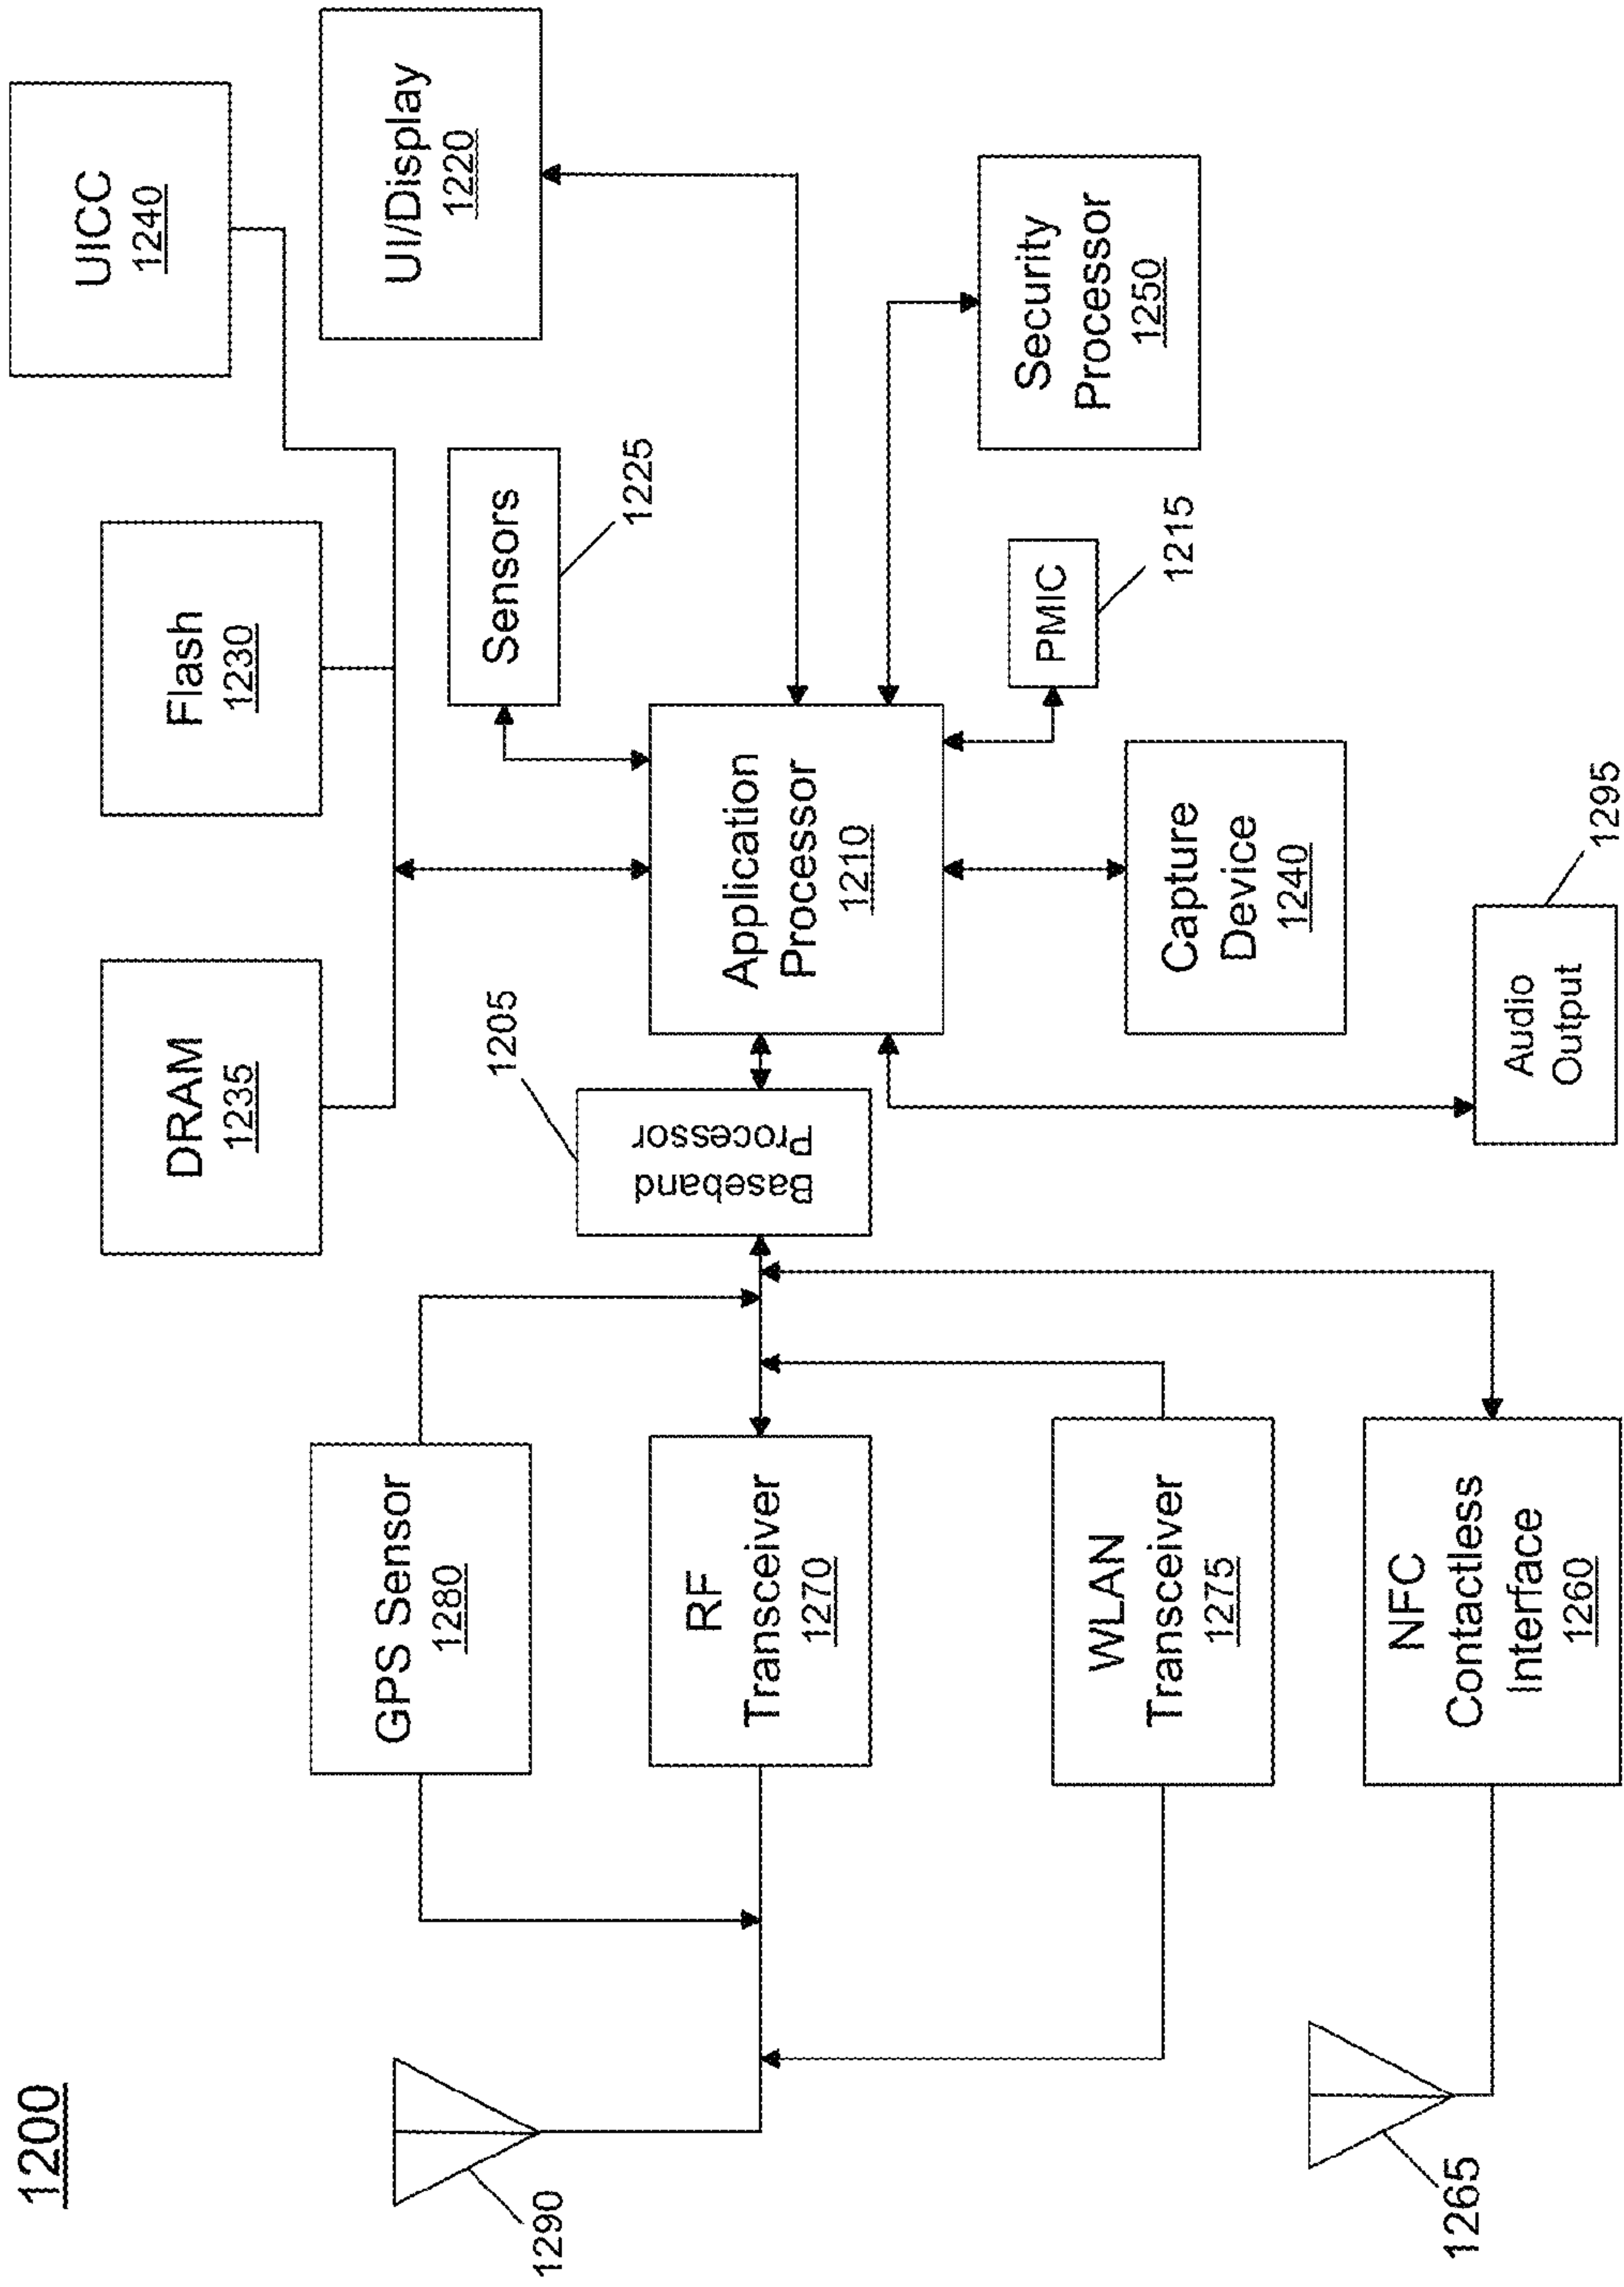 1200
UICC
1240
Flash
1230
DRAM
1235
UI/Display
1220
Sensors
1225
GPS Sensor
1280
1290
1205
Baseband
Processor
Application
Processor
1210
RF
Transceiver
1270
Security
Processor
1250
PMIC
1215
Capture
Device
1240
WLAN
Transceiver
1275
NFC
Contactless
Interface
1260
1265
Audio
Output
1295